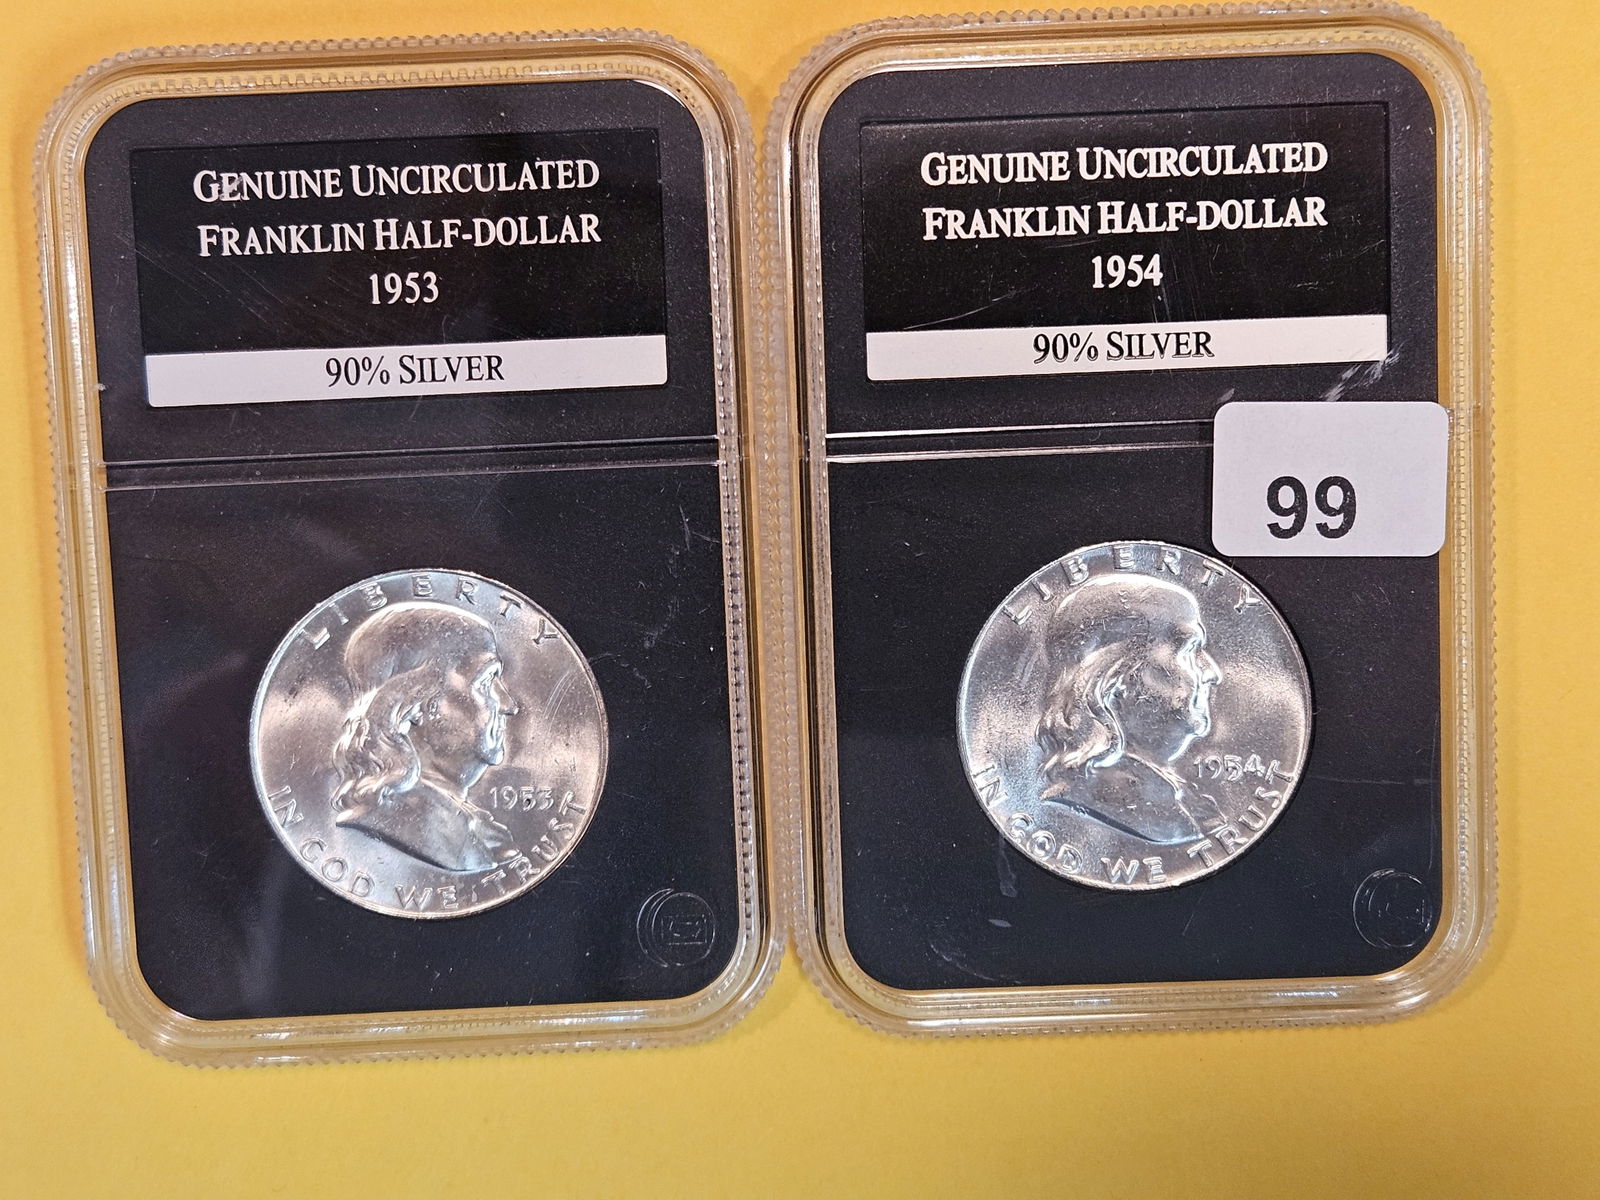 GENUINE UNCIRCULATED
FRANKLIN HALF-DOLLAR
1953
90% SILVER
LIBERTY
1953
IN GOD WE TRUST
GENUINE UNCIRCULATED
FRANKLIN HALF-DOLLAR
1954
90% SILVER
99
LIBERTY
1954
IN GOD WE TRUST